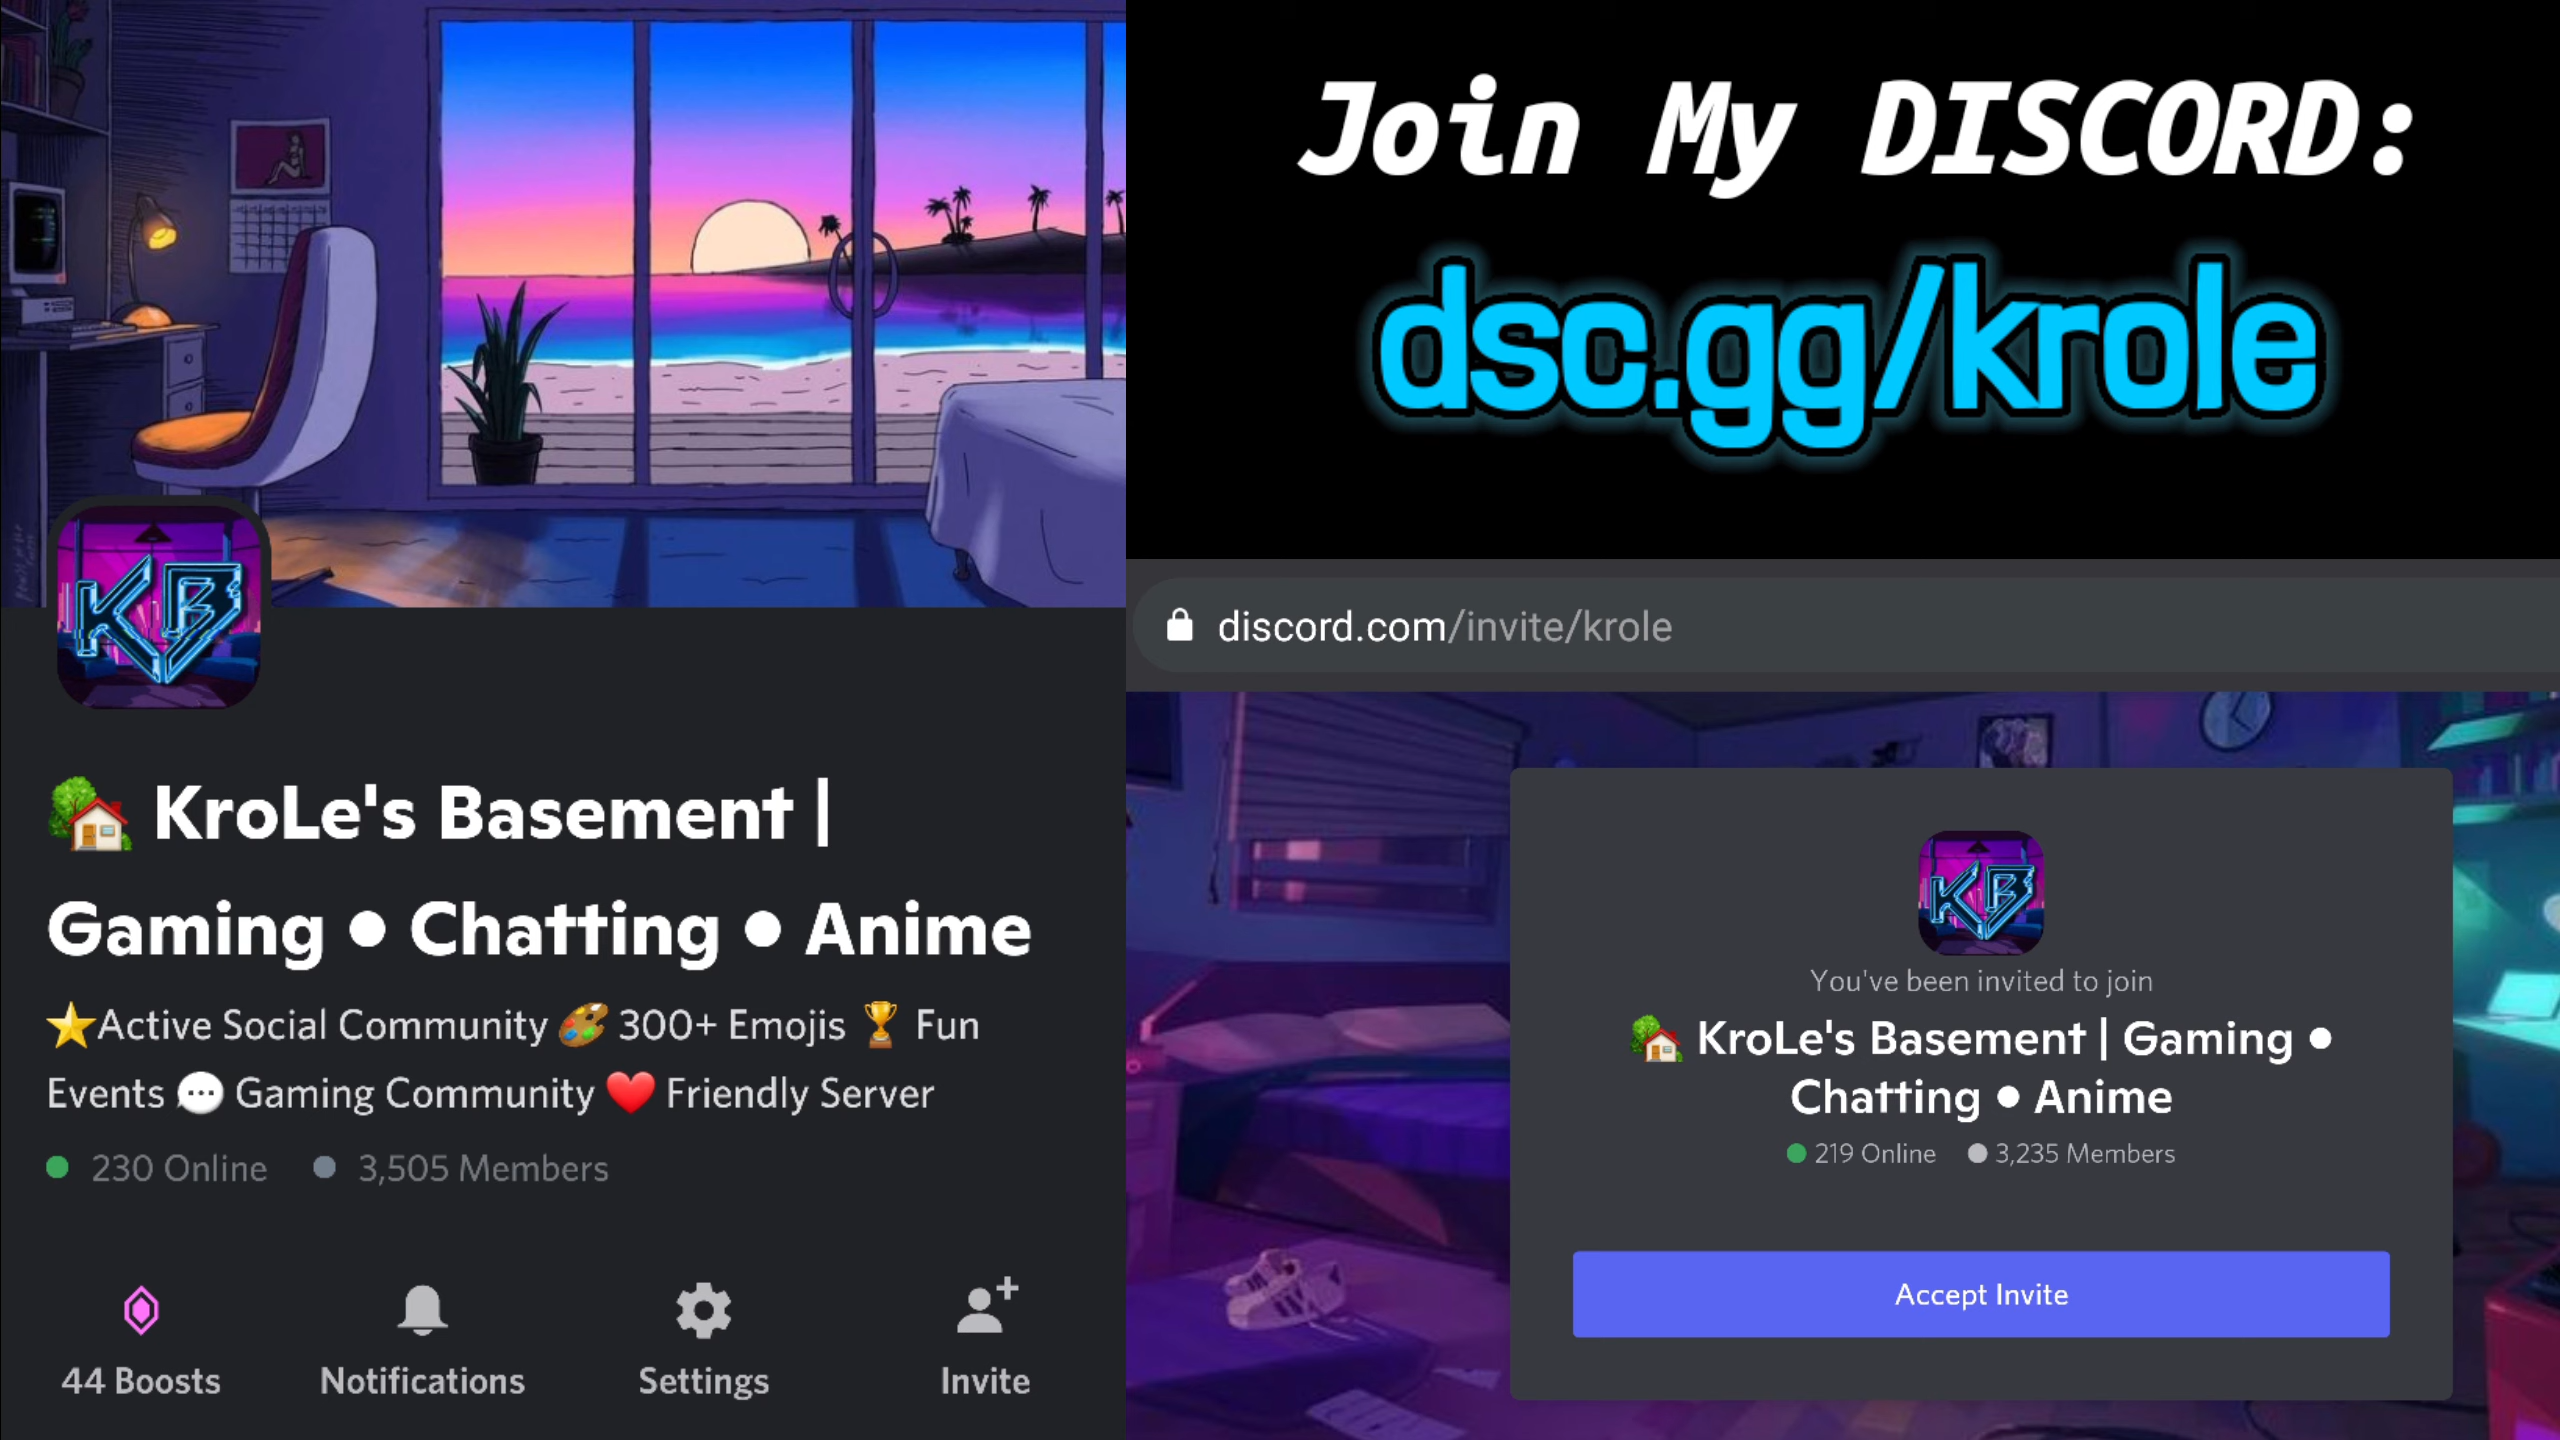 KB
🏡 KroLe's Basement |
Gaming ● Chatting ● Anime
⭐Active Social Community 🎨 300+ Emojis 🏆 Fun
Events 💬 Gaming Community ❤️ Friendly Server
230 Online 3,505 Members
44 Boosts Notifications Settings Invite
Join My DISCORD:
dsc.gg/krole
discord.com/invite/krole
KB
You've been invited to join
🏡 KroLe's Basement | Gaming ●
Chatting ● Anime
219 Online 3,235 Members
Accept Invite